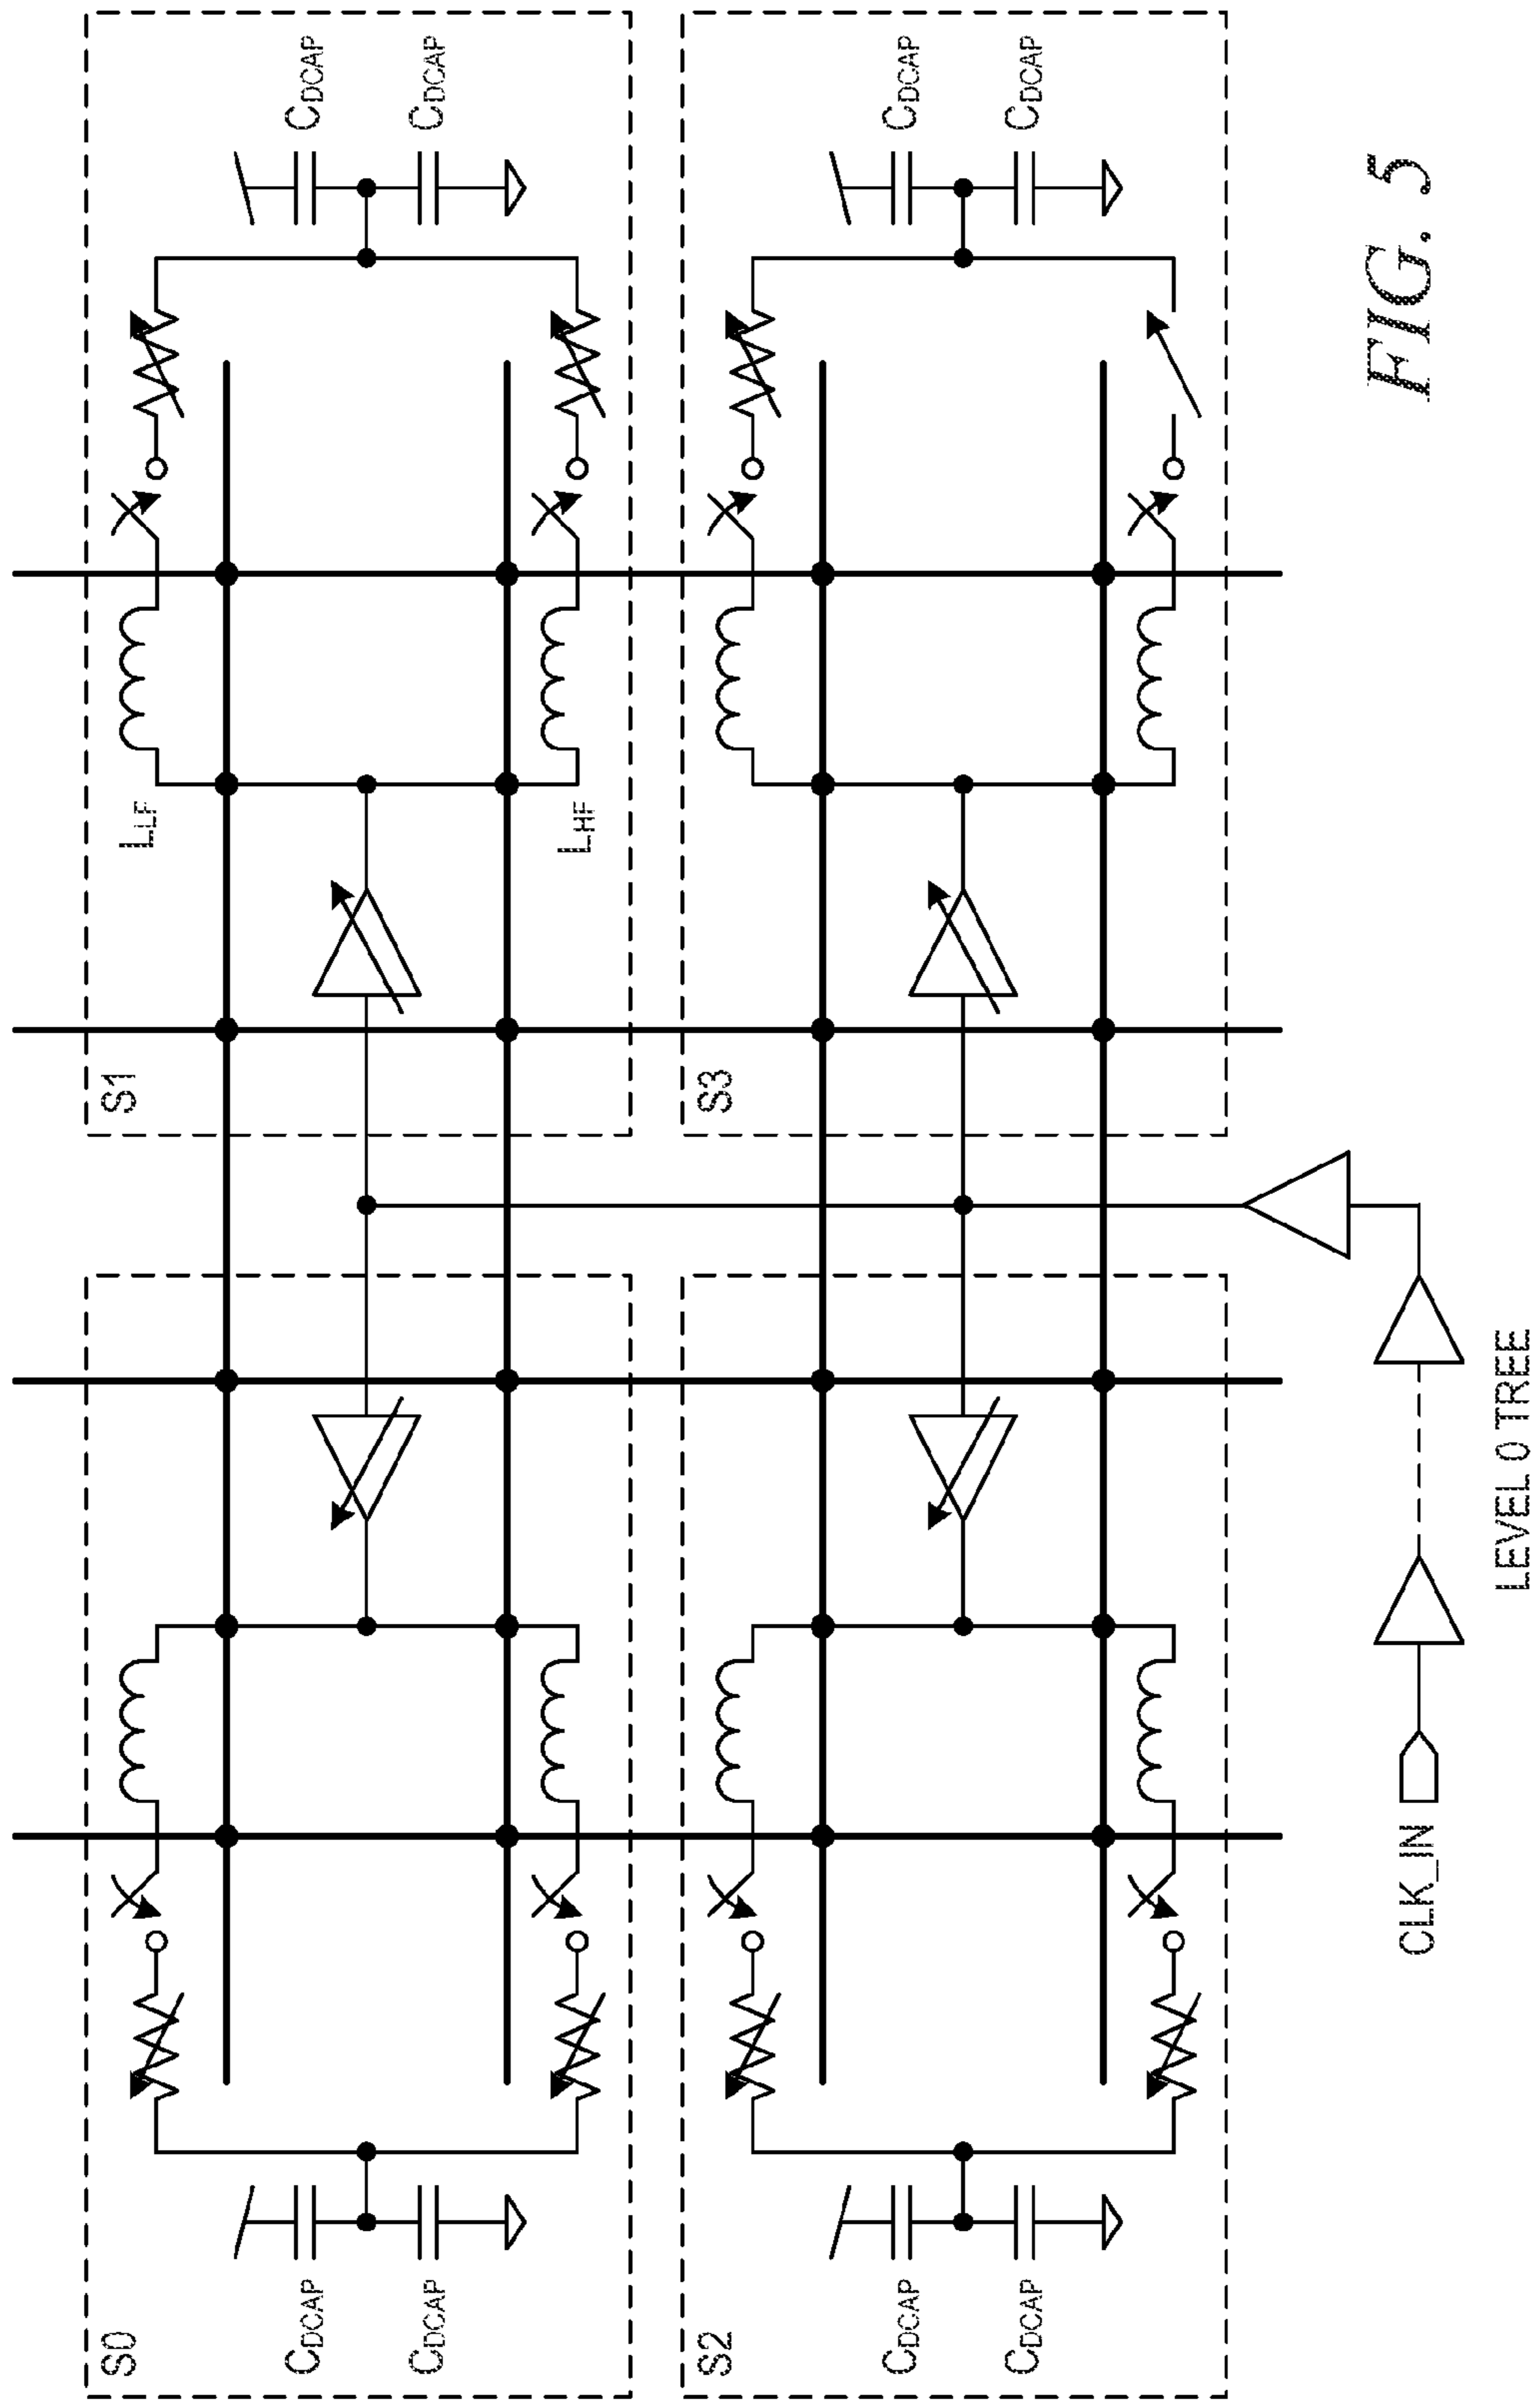 S0
C_DCAP
C_DCAP
S1
L_LF
L_HF
C_DCAP
C_DCAP
S2
C_DCAP
C_DCAP
S3
C_DCAP
C_DCAP
CLK_IN
LEVEL 0 TREE
FIG. 5